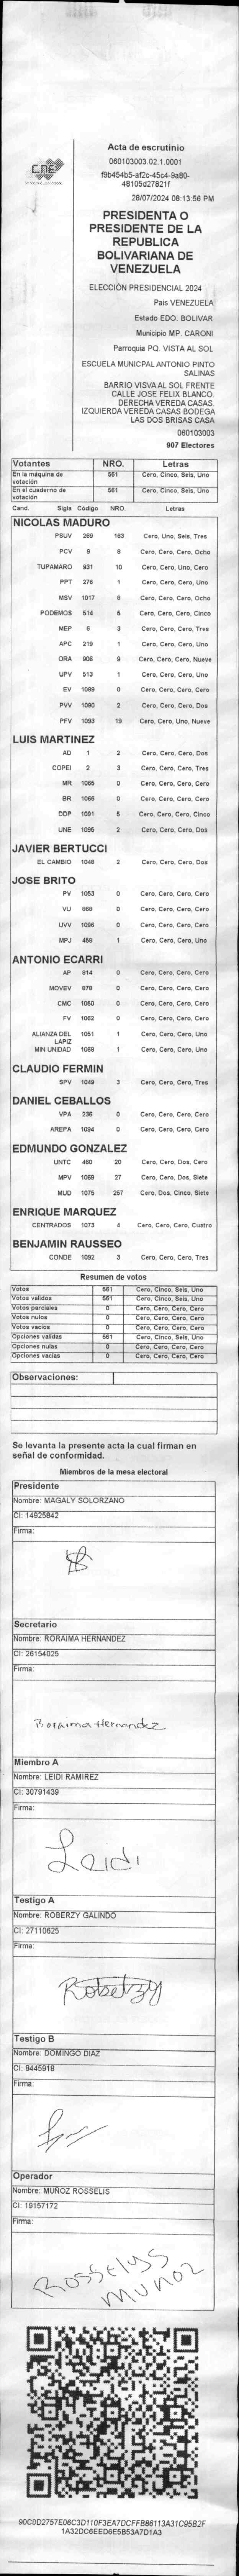 CNE
Acta de escrutinio
060103003.02.1.0001
f9b454b5-af2c-45c4-9a80-
48105d27821f
28/07/2024 08:13:56 PM
PRESIDENTA O
PRESIDENTE DE LA
REPUBLICA
BOLIVARIANA DE
VENEZUELA
ELECCIÓN PRESIDENCIAL 2024
País VENEZUELA
Estado EDO. BOLIVAR
Municipio MP. CARONI
Parroquia PQ. VISTA AL SOL
ESCUELA MUNICPAL ANTONIO PINTO
SALINAS
BARRIO VISVA AL SOL FRENTE
CALLE JOSE FELIX BLANCO.
DERECHA VEREDA CASAS.
IZQUIERDA VEREDA CASAS BODEGA
LAS DOS BRISAS CASA
060103003
907 Electores
Votantes NRO. Letras
En la máquina de votación 561 Cero, Cinco, Seis, Uno
En el cuaderno de votación 561 Cero, Cinco, Seis, Uno
Cand. Sigla Código NRO. Letras
NICOLAS MADURO
PSUV 269 163 Cero, Uno, Seis, Tres
PCV 9 8 Cero, Cero, Cero, Ocho
TUPAMARO 931 10 Cero, Cero, Uno, Cero
PPT 276 1 Cero, Cero, Cero, Uno
MSV 1017 8 Cero, Cero, Cero, Ocho
PODEMOS 514 5 Cero, Cero, Cero, Cinco
MEP 6 3 Cero, Cero, Cero, Tres
APC 219 1 Cero, Cero, Cero, Uno
ORA 906 9 Cero, Cero, Cero, Nueve
UPV 513 1 Cero, Cero, Cero, Uno
EV 1089 0 Cero, Cero, Cero, Cero
PVV 1090 2 Cero, Cero, Cero, Dos
PFV 1093 19 Cero, Cero, Uno, Nueve
LUIS MARTINEZ
AD 1 2 Cero, Cero, Cero, Dos
COPEI 2 3 Cero, Cero, Cero, Tres
MR 1065 0 Cero, Cero, Cero, Cero
BR 1066 0 Cero, Cero, Cero, Cero
DDP 1091 5 Cero, Cero, Cero, Cinco
UNE 1095 2 Cero, Cero, Cero, Dos
JAVIER BERTUCCI
EL CAMBIO 1048 2 Cero, Cero, Cero, Dos
JOSE BRITO
PV 1053 0 Cero, Cero, Cero, Cero
VU 868 0 Cero, Cero, Cero, Cero
UVV 1096 0 Cero, Cero, Cero, Cero
MPJ 458 1 Cero, Cero, Cero, Uno
ANTONIO ECARRI
AP 814 0 Cero, Cero, Cero, Cero
MOVEV 878 0 Cero, Cero, Cero, Cero
CMC 1050 0 Cero, Cero, Cero, Cero
FV 1062 0 Cero, Cero, Cero, Cero
ALIANZA DEL LAPIZ 1051 1 Cero, Cero, Cero, Uno
MIN UNIDAD 1068 1 Cero, Cero, Cero, Uno
CLAUDIO FERMIN
SPV 1049 3 Cero, Cero, Cero, Tres
DANIEL CEBALLOS
VPA 236 0 Cero, Cero, Cero, Cero
AREPA 1094 0 Cero, Cero, Cero, Cero
EDMUNDO GONZALEZ
UNTC 460 20 Cero, Cero, Dos, Cero
MPV 1069 27 Cero, Cero, Dos, Siete
MUD 1075 257 Cero, Dos, Cinco, Siete
ENRIQUE MARQUEZ
CENTRADOS 1073 4 Cero, Cero, Cero, Cuatro
BENJAMIN RAUSSEO
CONDE 1092 3 Cero, Cero, Cero, Tres
Resumen de votos
Votos 561 Cero, Cinco, Seis, Uno
Votos validos 561 Cero, Cinco, Seis, Uno
Votos parciales 0 Cero, Cero, Cero, Cero
Votos nulos 0 Cero, Cero, Cero, Cero
Votos vacios 0 Cero, Cero, Cero, Cero
Opciones validas 561 Cero, Cinco, Seis, Uno
Opciones nulas 0 Cero, Cero, Cero, Cero
Opciones vacias 0 Cero, Cero, Cero, Cero
Observaciones:
Se levanta la presente acta la cual firman en
señal de conformidad.
Miembros de la mesa electoral
Presidente
Nombre: MAGALY SOLORZANO
CI: 14925842
Firma:
Secretario
Nombre: RORAIMA HERNANDEZ
CI: 26154025
Firma:
Roraima Hernandez
Miembro A
Nombre: LEIDI RAMIREZ
CI: 30791439
Firma:
Leidi
Testigo A
Nombre: ROBERZY GALINDO
CI: 27110625
Firma:
Roberzy
Testigo B
Nombre: DOMINGO DIAZ
CI: 8445918
Firma:
Operador
Nombre: MUÑOZ ROSSELIS
CI: 19157172
Firma:
Rosselys
Munoz
90C0D2757E06C3D110F3EA7DCFFB86113A31C95B2F
1A32DC6EED6E5B53A7D1A3